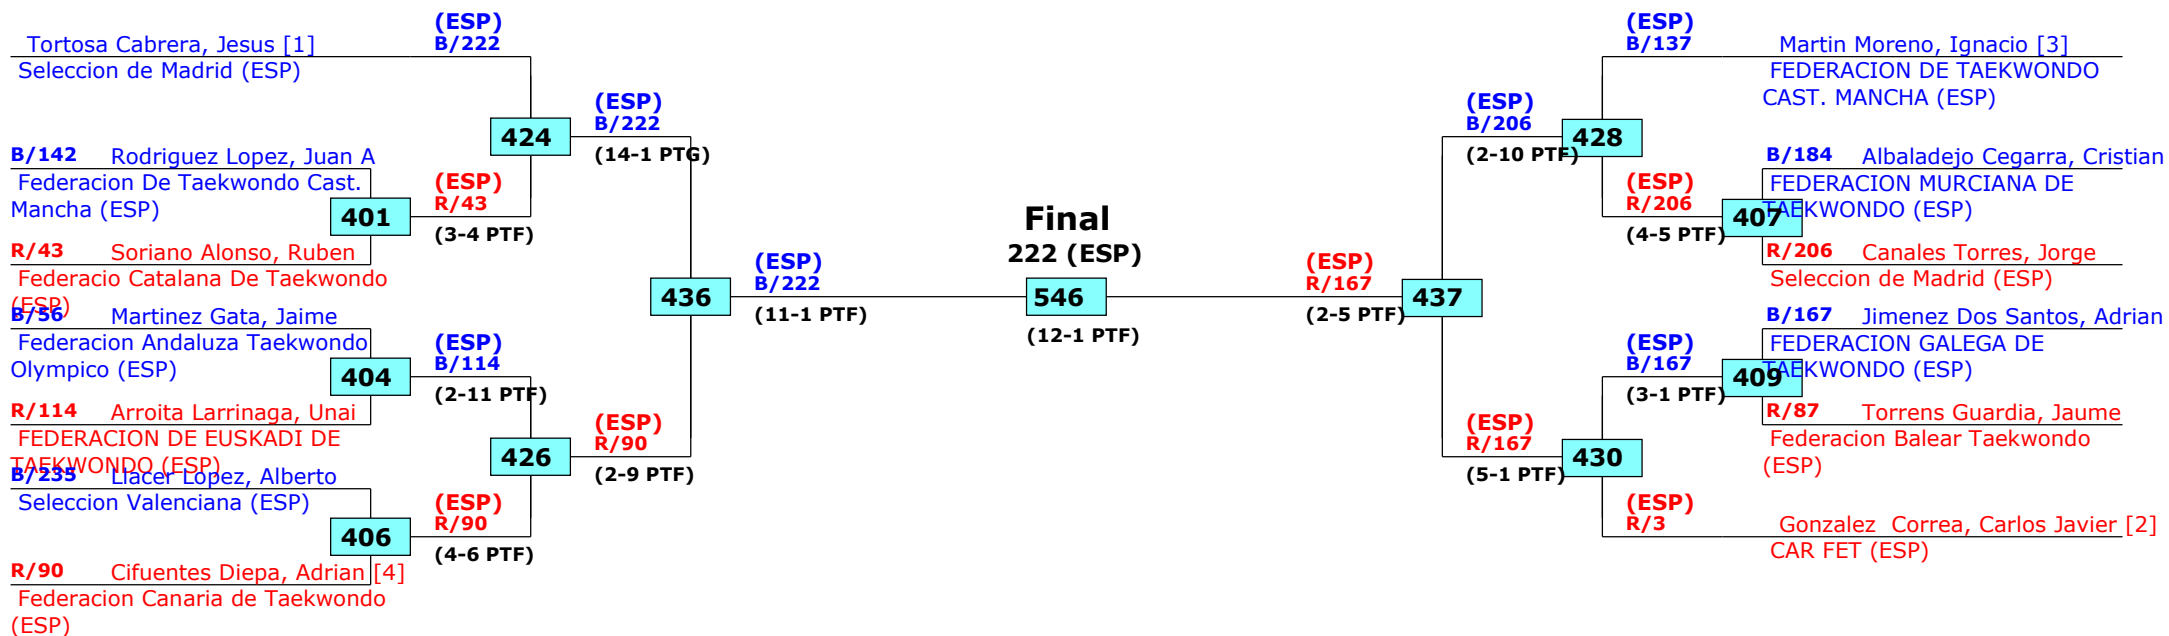 (ESP)
B/222
Tortosa Cabrera, Jesus [1]
Seleccion de Madrid (ESP)
424
(ESP)
B/222
(14-1 PTG)
B/142 Rodriguez Lopez, Juan A
Federacion De Taekwondo Cast.
Mancha (ESP)
401
(ESP)
R/43
(3-4 PTF)
R/43 Soriano Alonso, Ruben
Federacio Catalana De Taekwondo
(ESP)
436
(ESP)
B/222
(11-1 PTF)
B/56 Martinez Gata, Jaime
Federacion Andaluza Taekwondo
Olympico (ESP)
404
(ESP)
B/114
(2-11 PTF)
R/114 Arroita Larrinaga, Unai
FEDERACION DE EUSKADI DE
TAEKWONDO (ESP)
426
(ESP)
R/90
(2-9 PTF)
B/235 Llacer Lopez, Alberto
Seleccion Valenciana (ESP)
406
(ESP)
R/90
(4-6 PTF)
R/90 Cifuentes Diepa, Adrian [4]
Federacion Canaria de Taekwondo
(ESP)
Final
222 (ESP)
546
(12-1 PTF)
(ESP)
B/137
Martin Moreno, Ignacio [3]
FEDERACION DE TAEKWONDO
CAST. MANCHA (ESP)
(ESP)
B/206
(2-10 PTF)
428
B/184 Albaladejo Cegarra, Cristian
FEDERACION MURCIANA DE
TAEKWONDO (ESP)
(ESP)
R/206
(4-5 PTF)
407
R/206 Canales Torres, Jorge
Seleccion de Madrid (ESP)
(ESP)
R/167
(2-5 PTF)
437
B/167 Jimenez Dos Santos, Adrian
FEDERACION GALEGA DE
TAEKWONDO (ESP)
(ESP)
B/167
(3-1 PTF)
409
R/87 Torrens Guardia, Jaume
Federacion Balear Taekwondo
(ESP)
(ESP)
R/167
(5-1 PTF)
430
(ESP)
R/3
Gonzalez  Correa, Carlos Javier [2]
CAR FET (ESP)